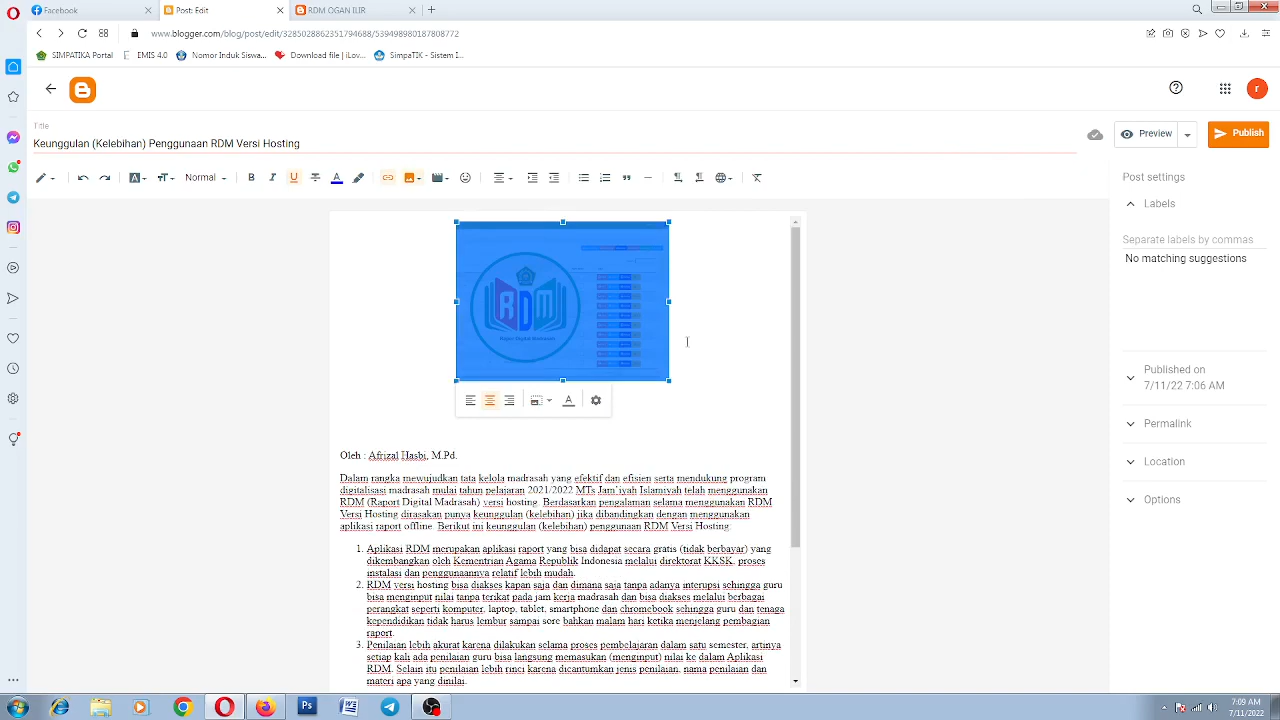 Facebook
Post: Edit
RDM OGAN ILIR
www.blogger.com/blog/post/edit/3285028862351794688/539498980187808772
SIMPATIKA Portal
EMIS 4.0
Nomor Induk Siswa...
Download file | iLov...
SimpaTIK - Sistem I...
Title
Keunggulan (Kelebihan) Penggunaan RDM Versi Hosting
Preview
Publish
Normal
Post settings
Labels
Separate labels by commas
No matching suggestions
Published on
7/11/22 7:06 AM
Permalink
Location
Options
RDM
Rapor Digital Madrasah
Oleh : Afrizal Hasbi, M.Pd.
Dalam rangka mewujudkan tata kelola madrasah yang efektif dan efisien serta mendukung program
digitalisasi madrasah mulai tahun pelajaran 2021/2022 MTs Jam'iyah Islamiyah telah menggunakan
RDM (Raport Digital Madrasah) versi hosting. Berdasarkan pengalaman selama menggunakan RDM
Versi Hosting dirasakan punya keunggulan (kelebihan) jika dibandingkan dengan menggunakan
aplikasi raport offline. Berikut ini keunggulan (kelebihan) penggunaan RDM Versi Hosting:
1. Aplikasi RDM merupakan aplikasi raport yang bisa didapat secara gratis (tidak berbayar) yang
dikembangkan oleh Kementrian Agama Republik Indonesia melalui direktorat KKSK, proses
instalasi dan penggunaannya relatif lebih mudah.
2. RDM versi hosting bisa diakses kapan saja dan dimana saja tanpa adanya interupsi sehingga guru
bisa menginput nilai tanpa terikat pada jam kerja madrasah dan bisa diakses melalui berbagai
perangkat seperti komputer, laptop, tablet, smartphone dan chromebook sehingga guru dan tenaga
kependidikan tidak harus lembur sampai sore bahkan malam hari ketika menjelang pembagian
raport.
3. Penilaian lebih akurat karena dilakukan selama proses pembelajaran dalam satu semester, artinya
setiap kali ada penilaian guru bisa langsung memasukan (menginput) nilai ke dalam Aplikasi
RDM. Selain itu penilaian lebih rinci karena dicantumkan jenis penilaian, nama penilaian dan
materi apa yang dinilai.
7:09 AM
7/11/2022